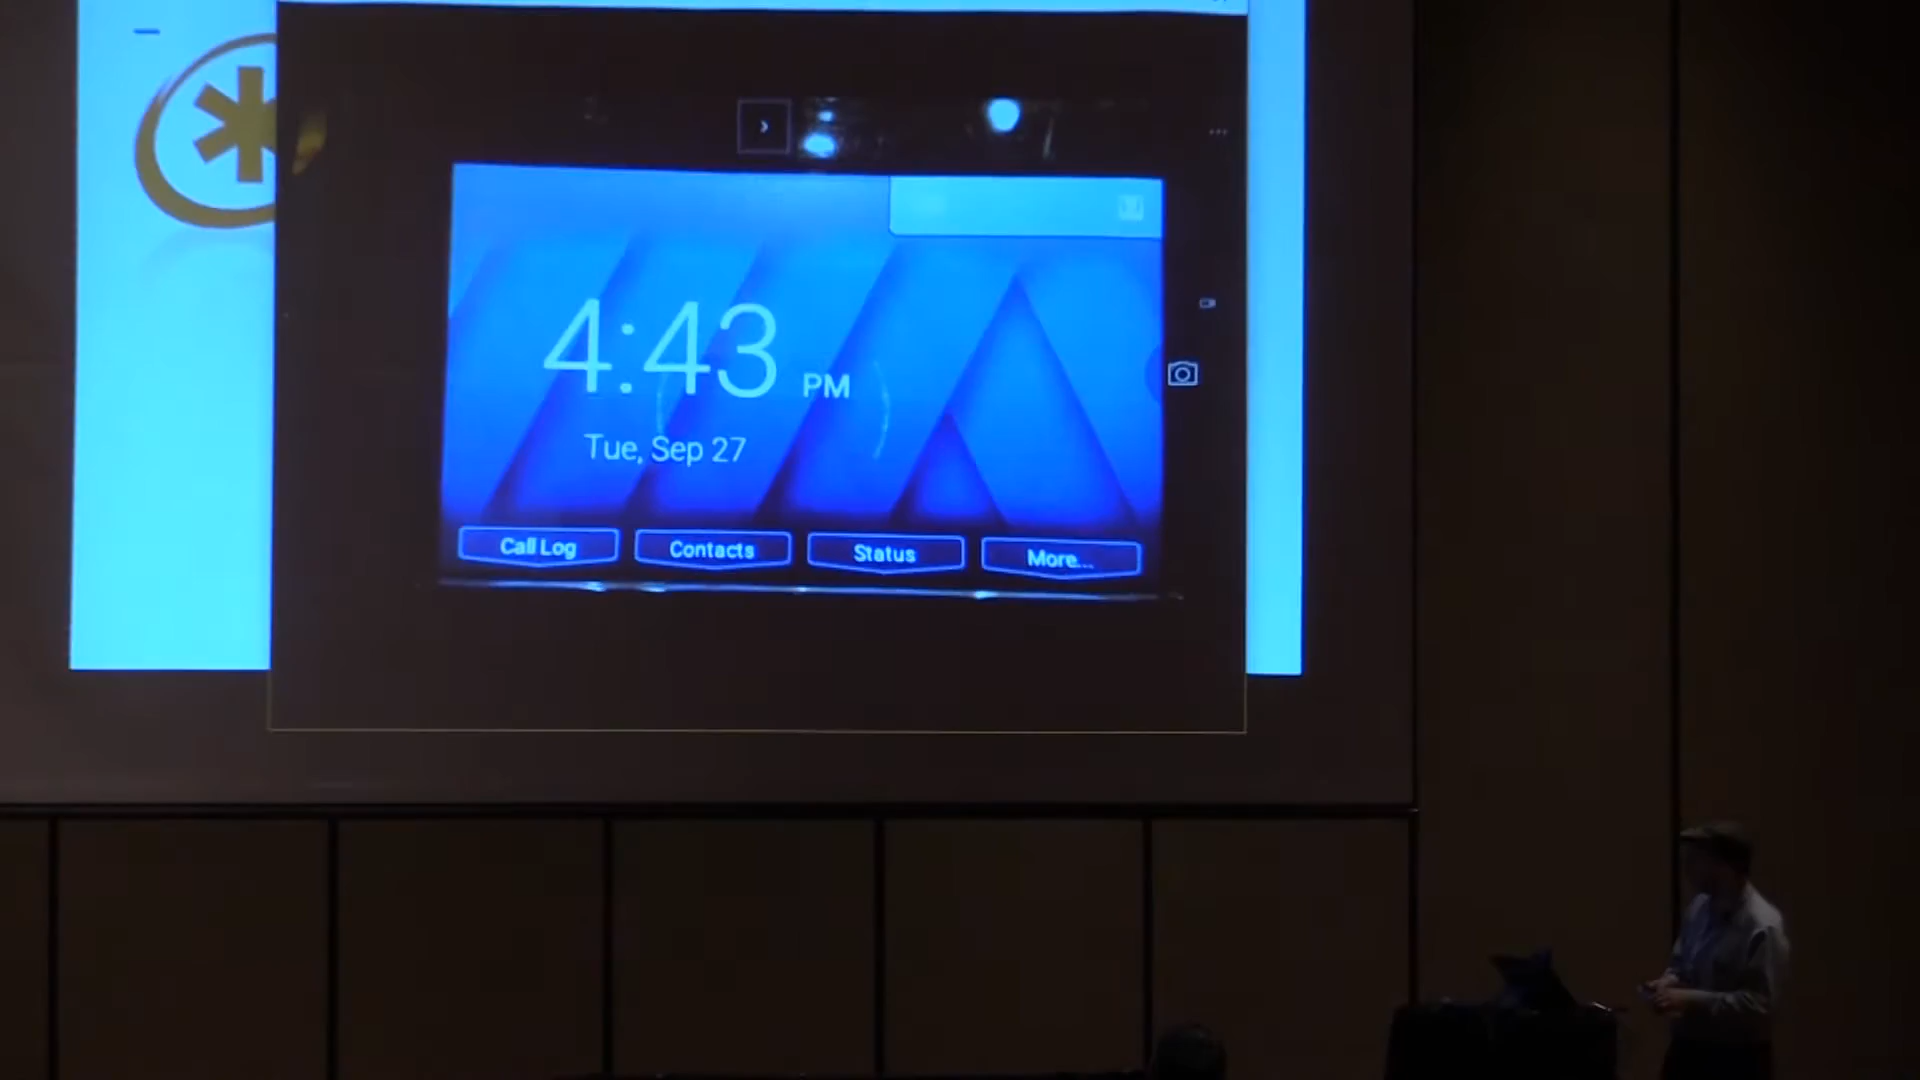 4:43 PM
Tue, Sep 27
Call Log
Contacts
Status
More...